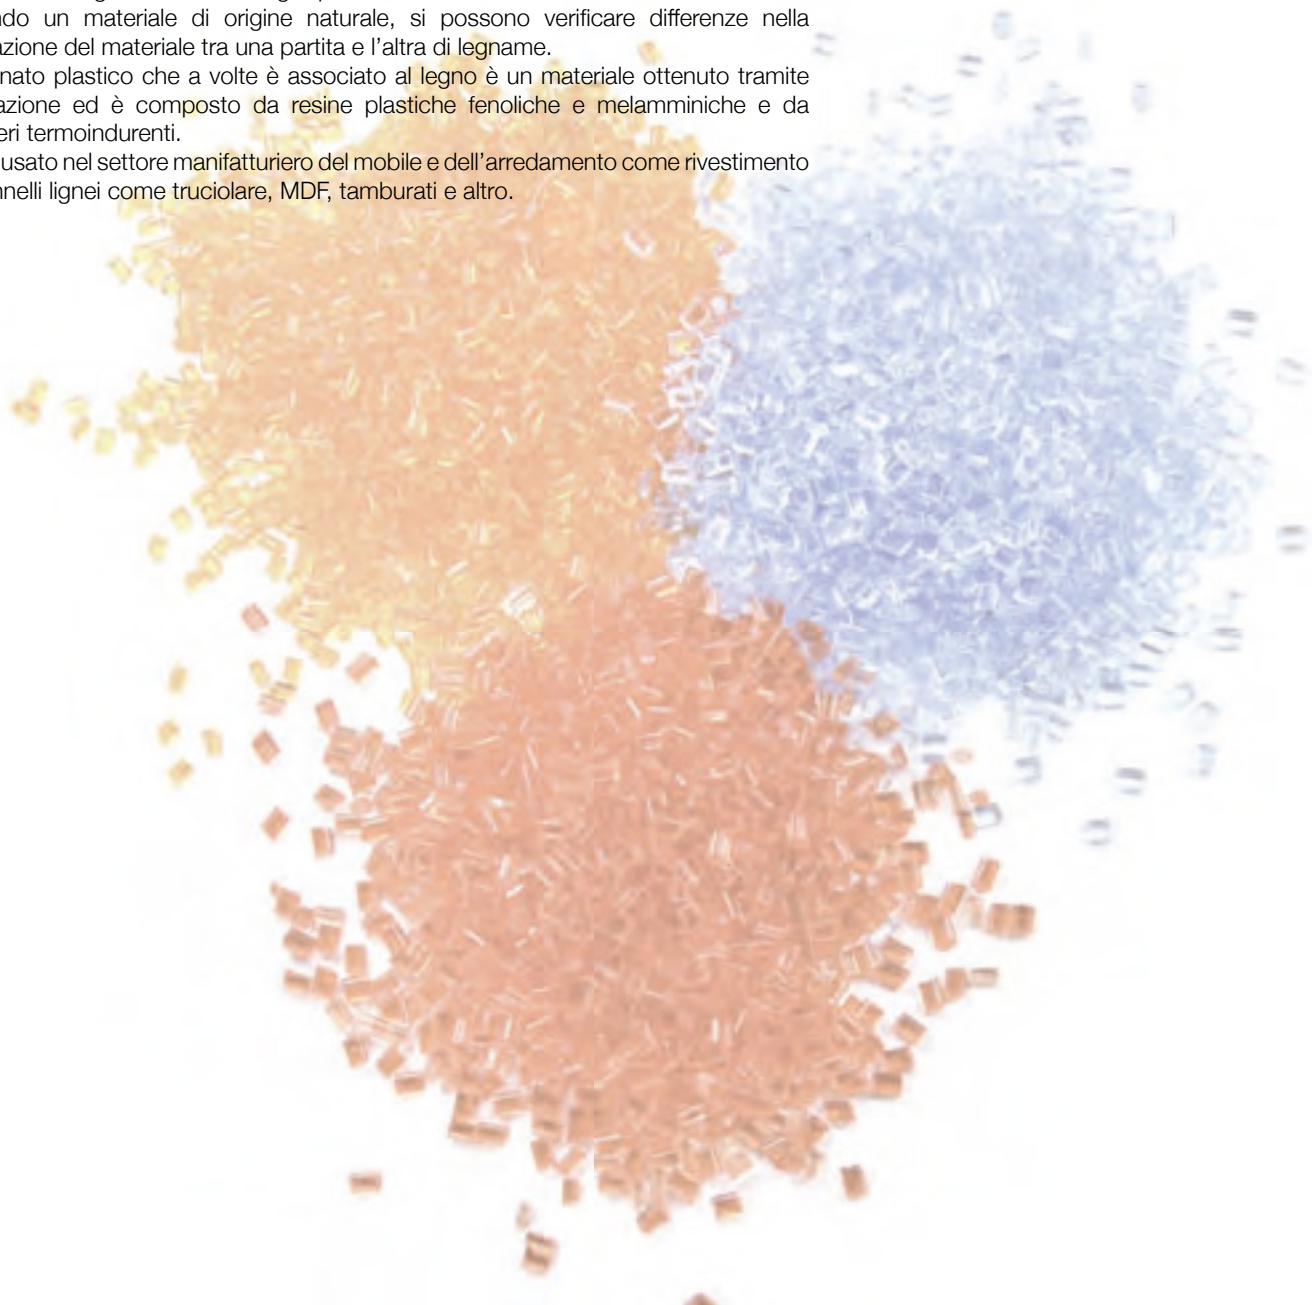 ndo un materiale di origine naturale, si possono verificare differenze nella
azione del materiale tra una partita e l’altra di legname.
nato plastico che a volte è associato al legno è un materiale ottenuto tramite
azione ed è composto da resine plastiche fenoliche e melamminiche e da
eri termoindurenti.
usato nel settore manifatturiero del mobile e dell’arredamento come rivestimento
nnelli lignei come truciolare, MDF, tamburati e altro.